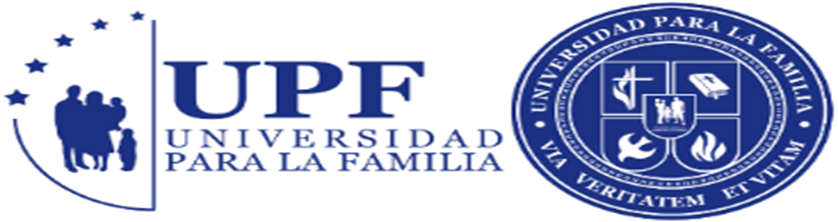 UPF
UNIVERSIDAD
PARA LA FAMILIA
• UNIVERSIDAD PARA LA FAMILIA •
VIA VERITATEM ET VITAM